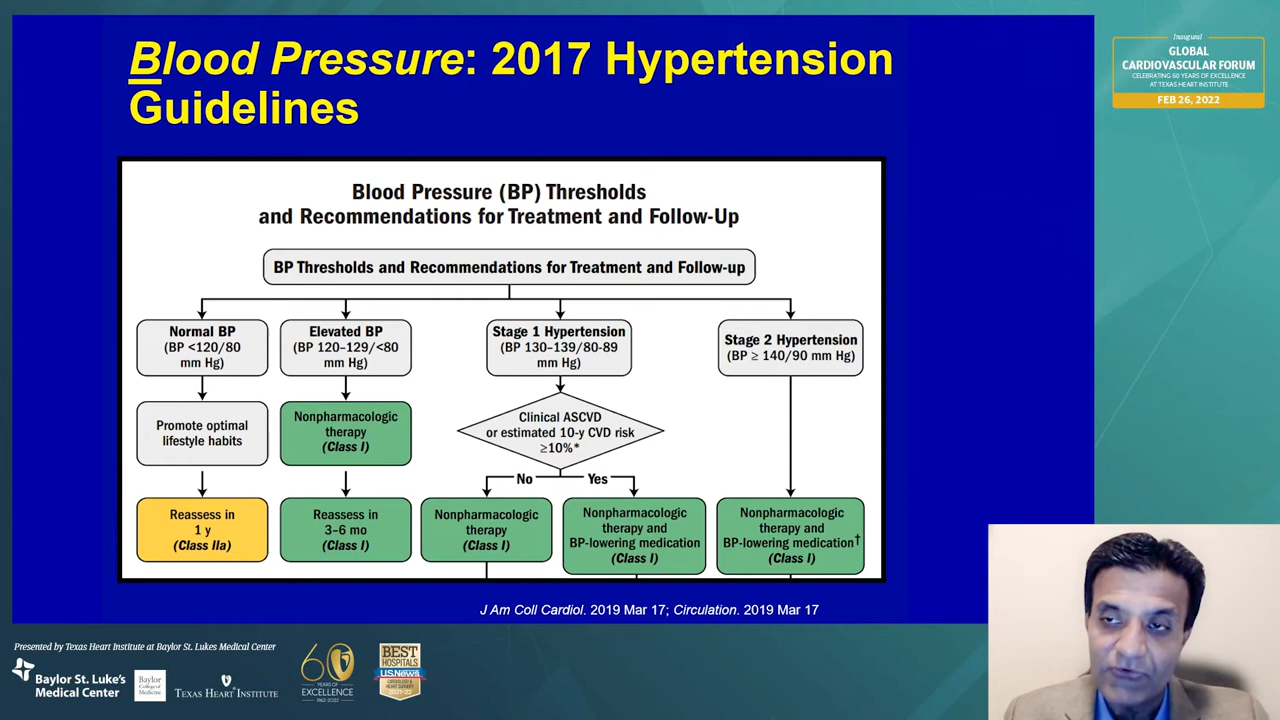 Blood Pressure: 2017 Hypertension
Guidelines
Inaugural
GLOBAL
CARDIOVASCULAR FORUM
CELEBRATING 60 YEARS OF EXCELLENCE
AT TEXAS HEART INSTITUTE
FEB 26, 2022
Blood Pressure (BP) Thresholds
and Recommendations for Treatment and Follow-Up
BP Thresholds and Recommendations for Treatment and Follow-up
Normal BP
(BP <120/80
mm Hg)
Elevated BP
(BP 120–129/<80
mm Hg)
Stage 1 Hypertension
(BP 130–139/80-89
mm Hg)
Stage 2 Hypertension
(BP ≥ 140/90 mm Hg)
Promote optimal
lifestyle habits
Nonpharmacologic
therapy
(Class I)
Clinical ASCVD
or estimated 10-y CVD risk
≥10%*
No
Yes
Reassess in
1 y
(Class IIa)
Reassess in
3–6 mo
(Class I)
Nonpharmacologic
therapy
(Class I)
Nonpharmacologic
therapy and
BP-lowering medication
(Class I)
Nonpharmacologic
therapy and
BP-lowering medication†
(Class I)
J Am Coll Cardiol. 2019 Mar 17; Circulation. 2019 Mar 17
Presented by Texas Heart Institute at Baylor St. Lukes Medical Center
Baylor St. Luke's
Medical Center
Baylor
College of
Medicine
TEXAS HEART INSTITUTE
60
YEARS OF
EXCELLENCE
1962-2022
BEST
HOSPITALS
U.S. News
CARDIOLOGY &
HEART SURGERY
2021-22